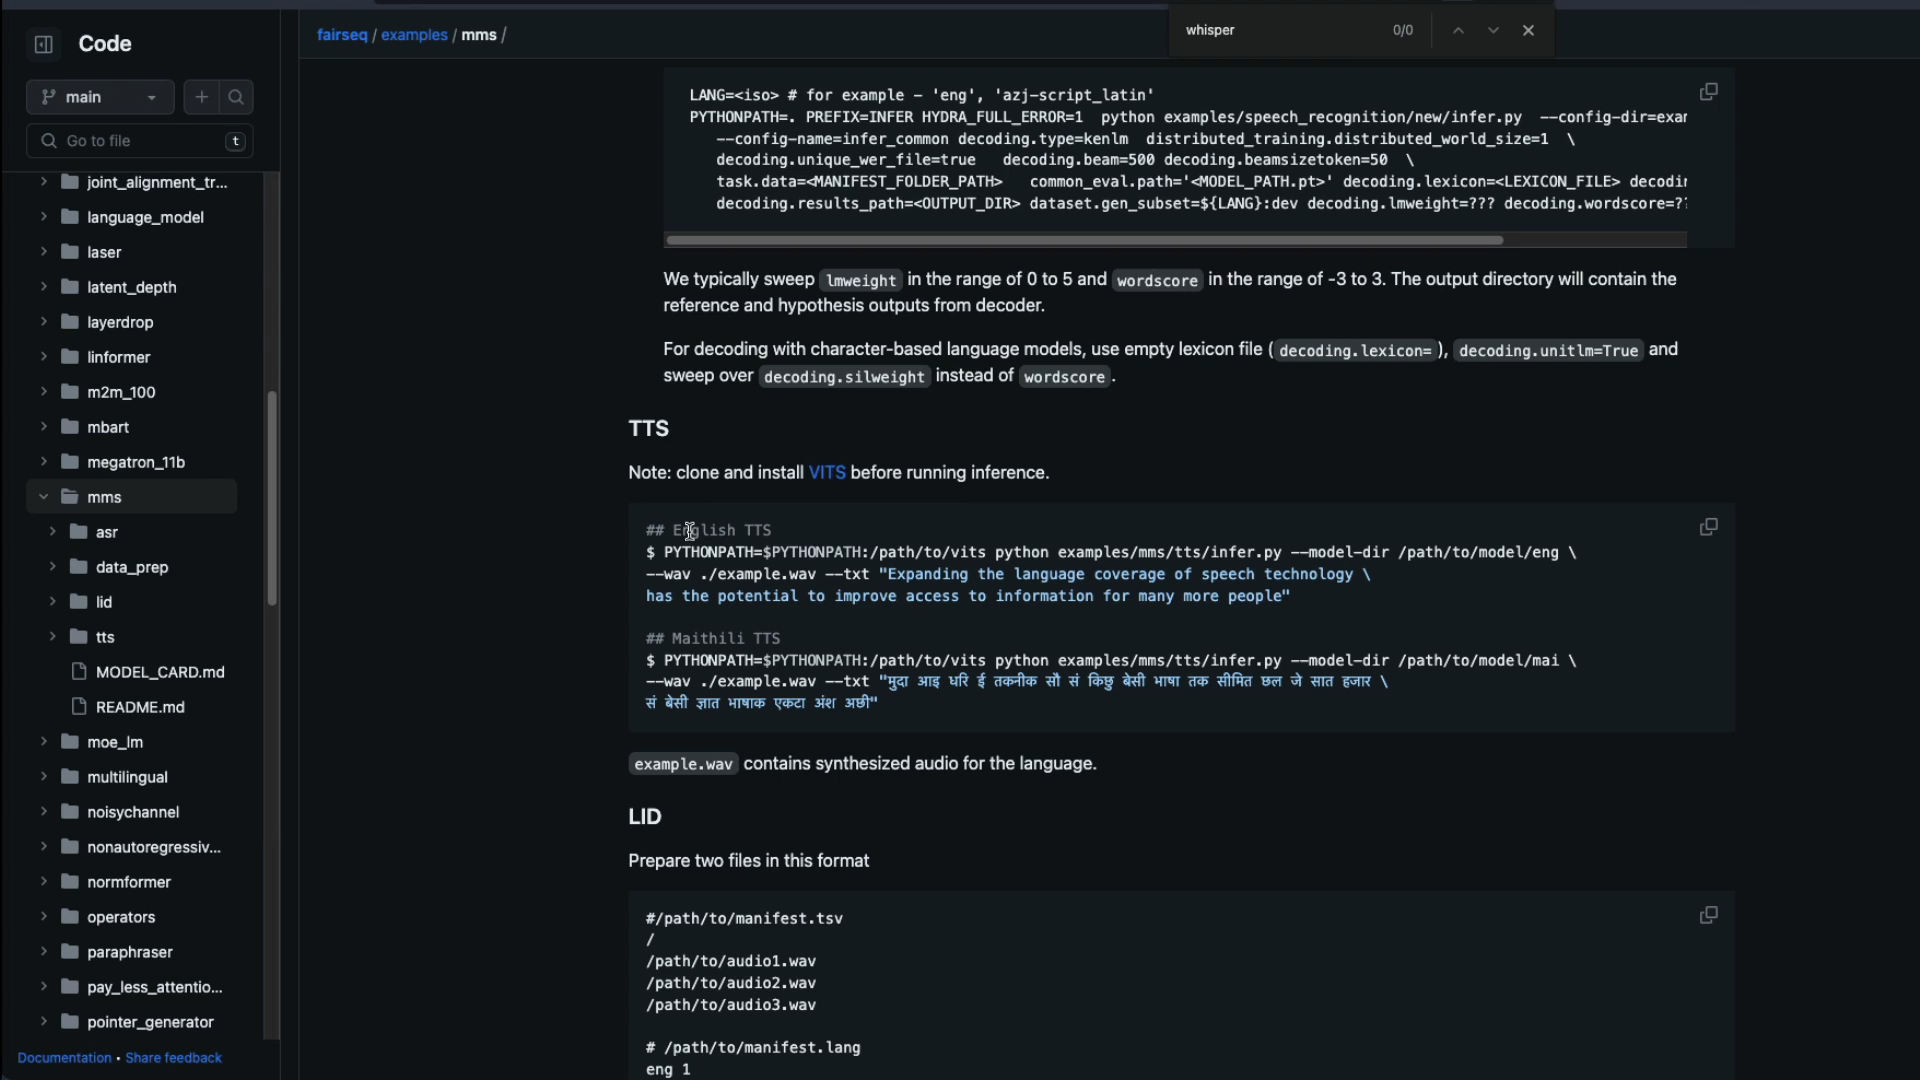 Code
main
Go to file
t
joint_alignment_tr...
language_model
laser
latent_depth
layerdrop
linformer
m2m_100
mbart
megatron_11b
mms
asr
data_prep
lid
tts
MODEL_CARD.md
README.md
moe_lm
multilingual
noisychannel
nonautoregressiv...
normformer
operators
paraphraser
pay_less_attentio...
pointer_generator
Documentation • Share feedback
fairseq / examples / mms /
whisper 0/0
LANG=<iso> # for example - 'eng', 'azj-script_latin'
PYTHONPATH=. PREFIX=INFER HYDRA_FULL_ERROR=1 python examples/speech_recognition/new/infer.py --config-dir=exar
--config-name=infer_common decoding.type=kenlm distributed_training.distributed_world_size=1 \
decoding.unique_wer_file=true decoding.beam=500 decoding.beamsizetoken=50 \
task.data=<MANIFEST_FOLDER_PATH> common_eval.path='<MODEL_PATH.pt>' decoding.lexicon=<LEXICON_FILE> decodir
decoding.results_path=<OUTPUT_DIR> dataset.gen_subset=${LANG}:dev decoding.lmweight=??? decoding.wordscore=??
We typically sweep lmweight in the range of 0 to 5 and wordscore in the range of -3 to 3. The output directory will contain the
reference and hypothesis outputs from decoder.
For decoding with character-based language models, use empty lexicon file ( decoding.lexicon= ), decoding.unitlm=True and
sweep over decoding.silweight instead of wordscore .
TTS
Note: clone and install VITS before running inference.
## English TTS
$ PYTHONPATH=$PYTHONPATH:/path/to/vits python examples/mms/tts/infer.py --model-dir /path/to/model/eng \
--wav ./example.wav --txt "Expanding the language coverage of speech technology \
has the potential to improve access to information for many more people"
## Maithili TTS
$ PYTHONPATH=$PYTHONPATH:/path/to/vits python examples/mms/tts/infer.py --model-dir /path/to/model/mai \
--wav ./example.wav --txt "मुदा आइ धरि ई तकनीक सौ सं किछु बेसी भाषा तक सीमित छल जे सात हजार \
सं बेसी ज्ञात भाषाक एकटा अंश अछी"
example.wav contains synthesized audio for the language.
LID
Prepare two files in this format
#/path/to/manifest.tsv
/
/path/to/audio1.wav
/path/to/audio2.wav
/path/to/audio3.wav
# /path/to/manifest.lang
eng 1